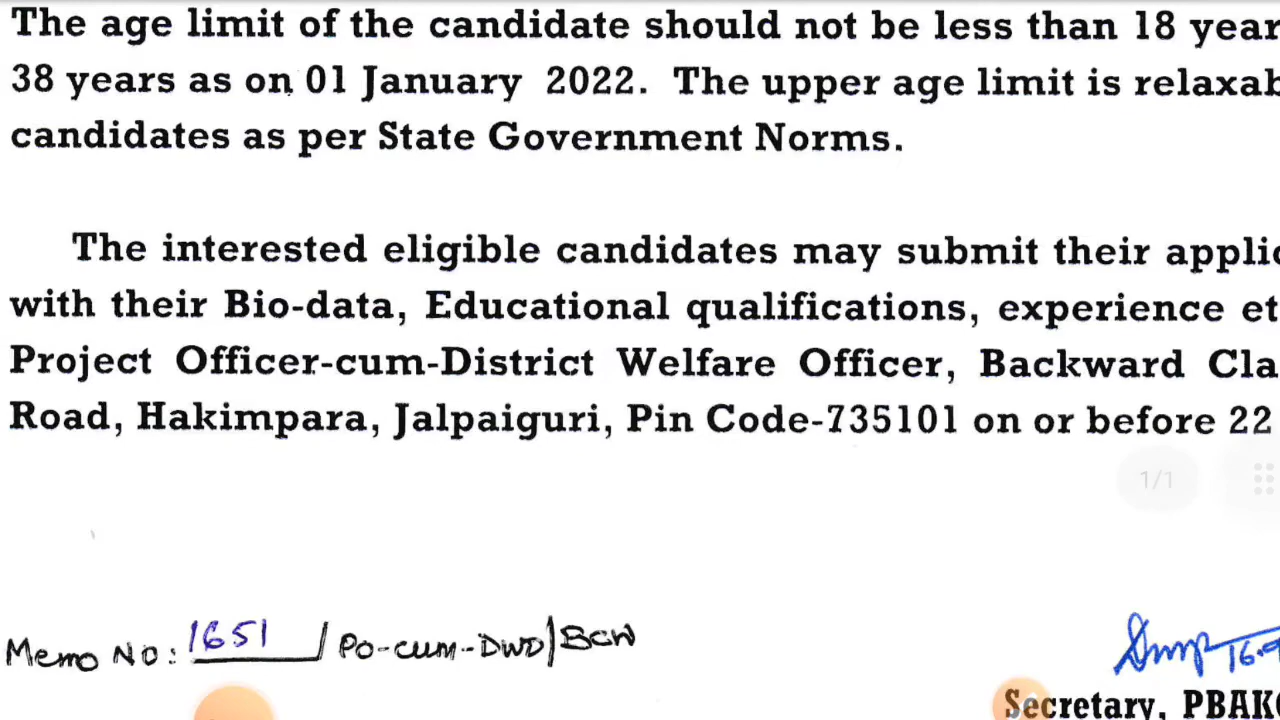 The age limit of the candidate should not be less than 18 year
38 years as on 01 January 2022. The upper age limit is relaxab
candidates as per State Government Norms.
The interested eligible candidates may submit their applic
with their Bio-data, Educational qualifications, experience et
Project Officer-cum-District Welfare Officer, Backward Cla
Road, Hakimpara, Jalpaiguri, Pin Code-735101 on or before 22
1/1
Memo No: 1651 / PO-cum-DWO/BCW
16.9
Secretary, PBAK